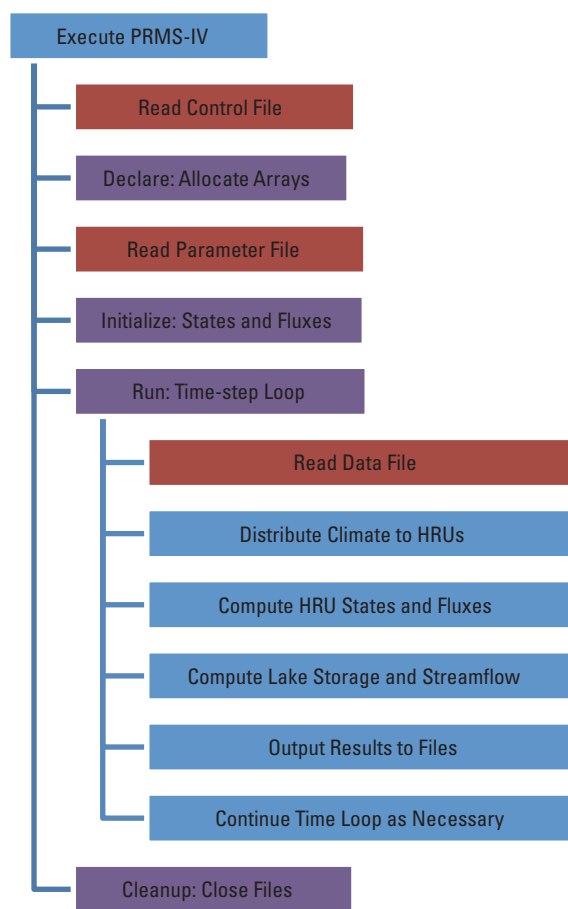 Execute PRMS-IV
Read Control File
Declare: Allocate Arrays
Read Parameter File
Initialize: States and Fluxes
Run: Time-step Loop
Read Data File
Distribute Climate to HRUs
Compute HRU States and Fluxes
Compute Lake Storage and Streamflow
Output Results to Files
Continue Time Loop as Necessary
Cleanup: Close Files